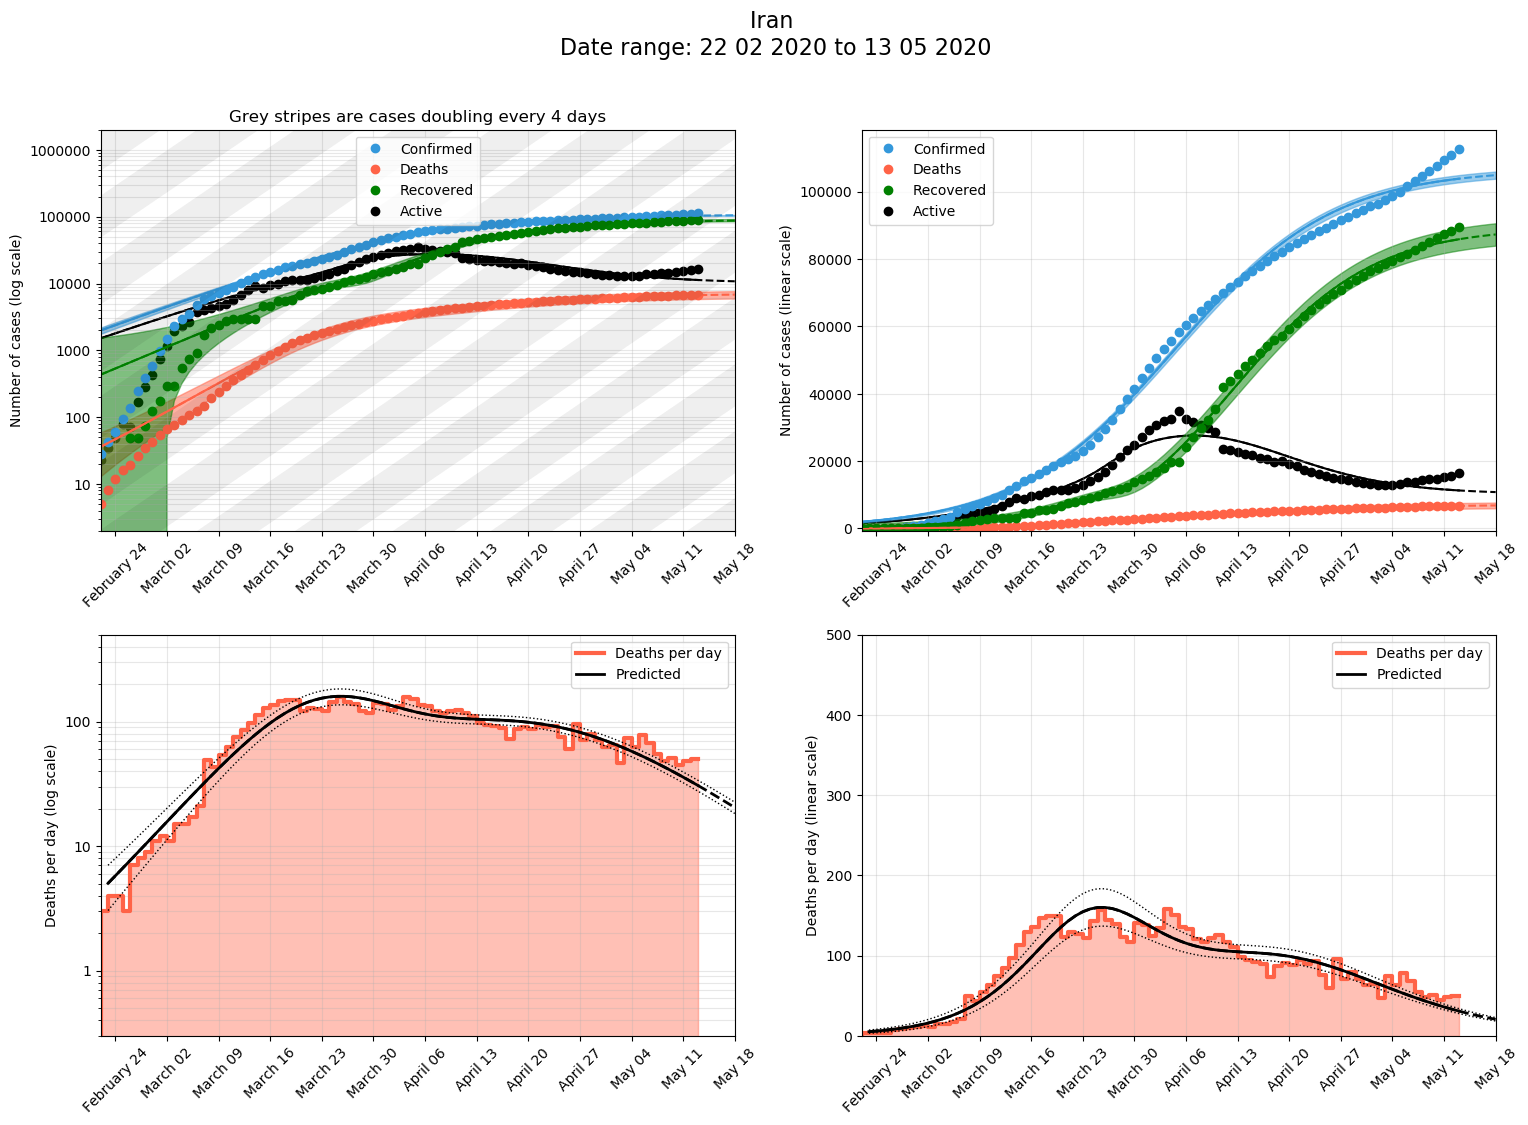 Iran
Date range: 22 02 2020 to 13 05 2020
Grey stripes are cases doubling every 4 days
Number of cases (log scale)
1000000
100000
10000
1000
100
10
Confirmed
Deaths
Recovered
Active
February 24
March 02
March 09
March 16
March 23
March 30
April 06
April 13
April 20
April 27
May 04
May 11
May 18
Number of cases (linear scale)
100000
80000
60000
40000
20000
0
Confirmed
Deaths
Recovered
Active
February 24
March 02
March 09
March 16
March 23
March 30
April 06
April 13
April 20
April 27
May 04
May 11
May 18
Deaths per day (log scale)
100
10
1
Deaths per day
Predicted
February 24
March 02
March 09
March 16
March 23
March 30
April 06
April 13
April 20
April 27
May 04
May 11
May 18
Deaths per day (linear scale)
500
400
300
200
100
0
Deaths per day
Predicted
February 24
March 02
March 09
March 16
March 23
March 30
April 06
April 13
April 20
April 27
May 04
May 11
May 18